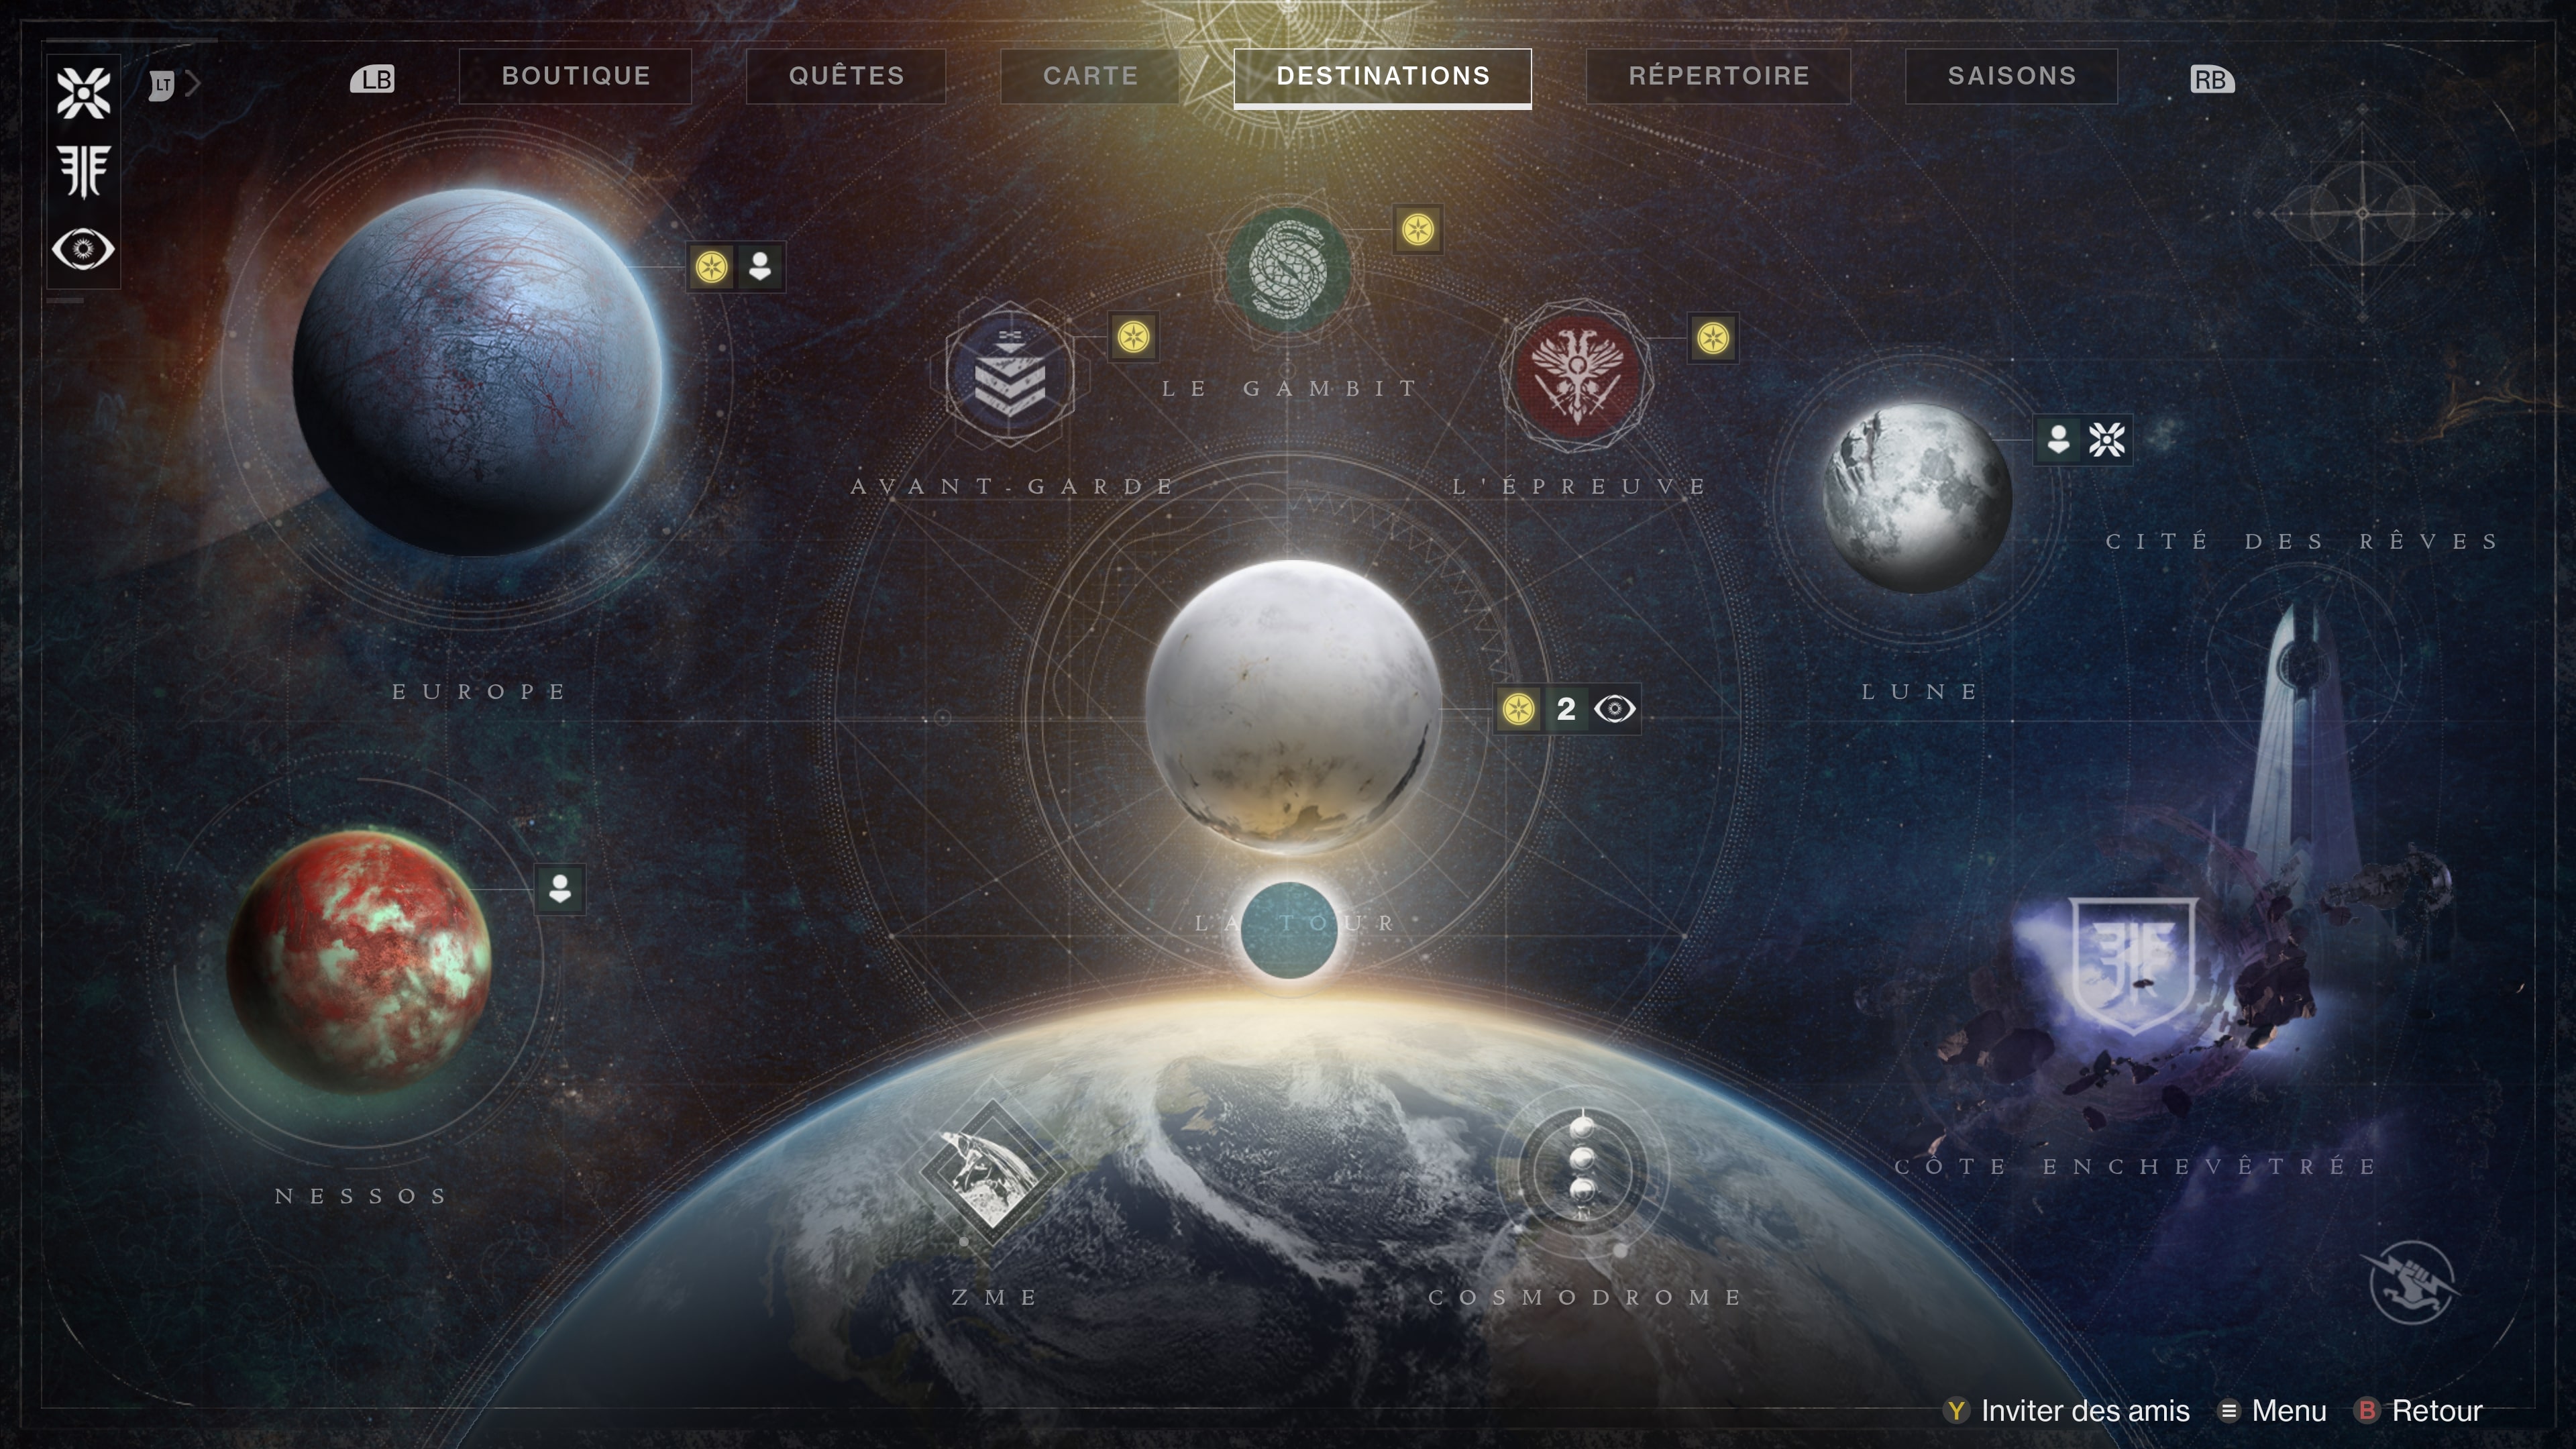 LT
LB
BOUTIQUE
QUÊTES
CARTE
DESTINATIONS
RÉPERTOIRE
SAISONS
RB
LE GAMBIT
AVANT-GARDE
L'ÉPREUVE
CITÉ DES RÊVES
EUROPE
LUNE
2
LA TOUR
CÔTE ENCHEVÊTRÉE
NESSOS
ZME
COSMODROME
Y Inviter des amis
Menu
B Retour